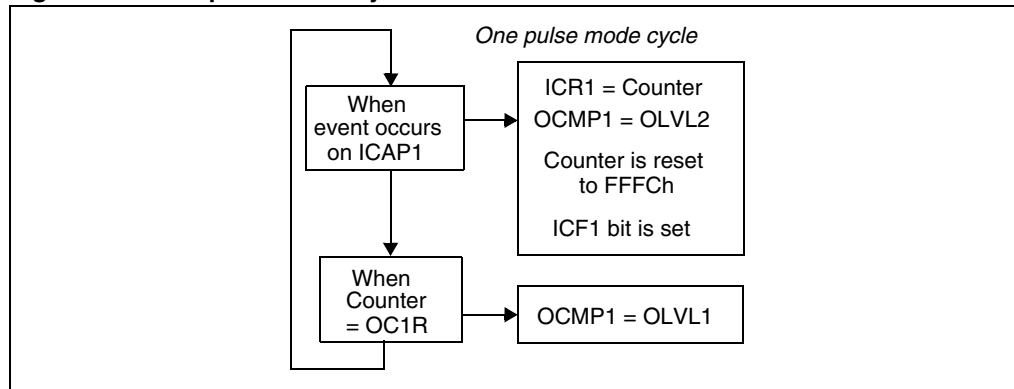 One pulse mode cycle
When
event occurs
on ICAP1
ICR1 = Counter
OCMP1 = OLVL2
Counter is reset
to FFFCh
ICF1 bit is set
When
Counter
= OC1R
OCMP1 = OLVL1